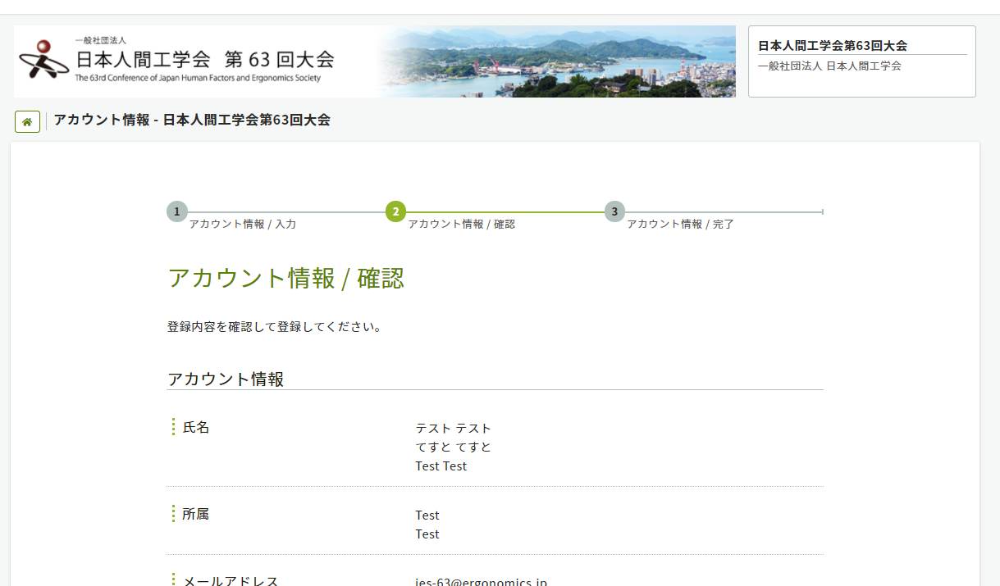 一般社団法人
日本人間工学会 第 63 回大会
The 63rd Conference of Japan Human Factors and Ergonomics Society
日本人間工学会第63回大会
一般社団法人 日本人間工学会
アカウント情報 - 日本人間工学会第63回大会
1
アカウント情報 / 入力
2
アカウント情報 / 確認
3
アカウント情報 / 完了
アカウント情報 / 確認
登録内容を確認して登録してください。
アカウント情報
氏名
テスト テスト
てすと てすと
Test Test
所属
Test
Test
メールアドレス
jes-63@ergonomics.jp